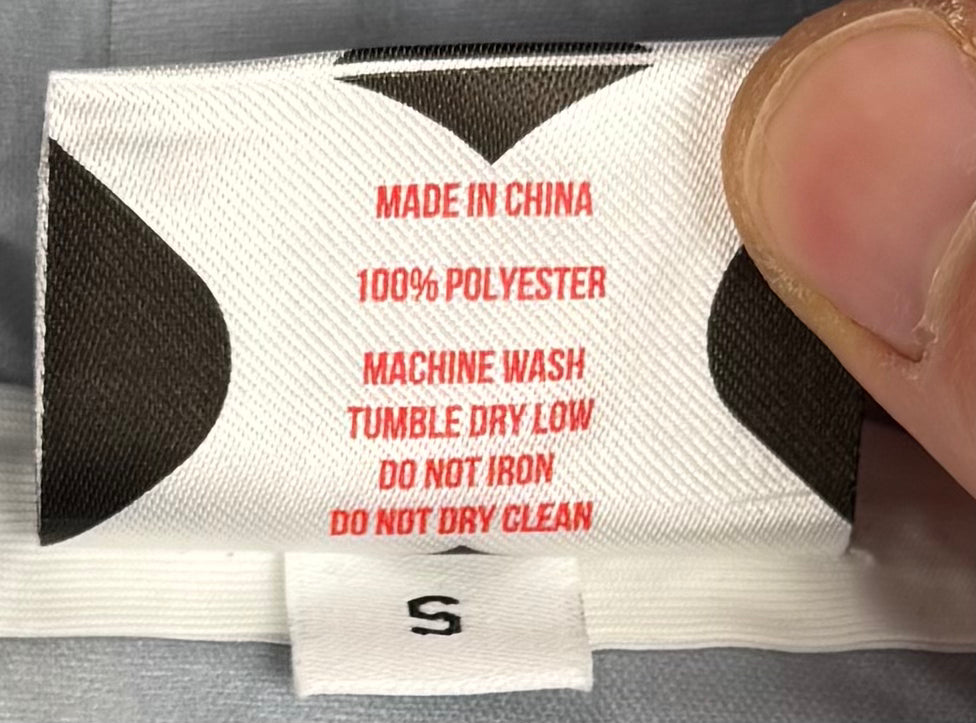 MADE IN CHINA
100% POLYESTER
MACHINE WASH
TUMBLE DRY LOW
DO NOT IRON
DO NOT DRY CLEAN
S